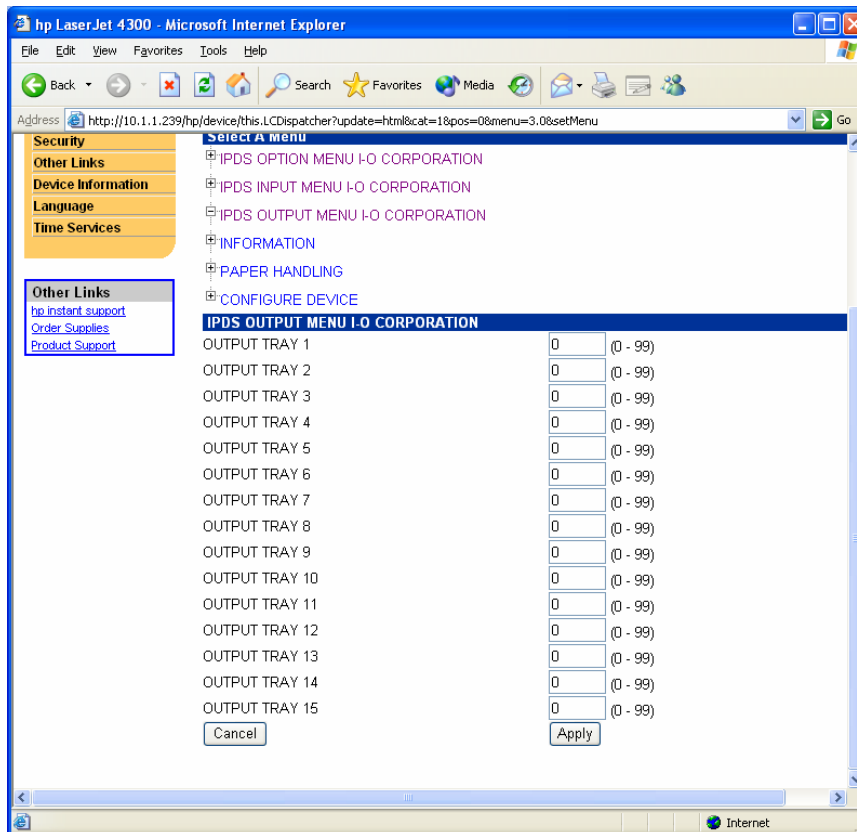 hp LaserJet 4300 - Microsoft Internet Explorer
File Edit View Favorites Tools Help
Back Search Favorites Media
Address http://10.1.1.239/hp/device/this.LCDispatcher?update=html&cat=1&pos=0&menu=3.0&setMenu Go
Security
Other Links
Device Information
Language
Time Services
Other Links
hp instant support
Order Supplies
Product Support
Select A Menu
IPDS OPTION MENU I-O CORPORATION
IPDS INPUT MENU I-O CORPORATION
IPDS OUTPUT MENU I-O CORPORATION
INFORMATION
PAPER HANDLING
CONFIGURE DEVICE
IPDS OUTPUT MENU I-O CORPORATION
OUTPUT TRAY 1 0 (0 - 99)
OUTPUT TRAY 2 0 (0 - 99)
OUTPUT TRAY 3 0 (0 - 99)
OUTPUT TRAY 4 0 (0 - 99)
OUTPUT TRAY 5 0 (0 - 99)
OUTPUT TRAY 6 0 (0 - 99)
OUTPUT TRAY 7 0 (0 - 99)
OUTPUT TRAY 8 0 (0 - 99)
OUTPUT TRAY 9 0 (0 - 99)
OUTPUT TRAY 10 0 (0 - 99)
OUTPUT TRAY 11 0 (0 - 99)
OUTPUT TRAY 12 0 (0 - 99)
OUTPUT TRAY 13 0 (0 - 99)
OUTPUT TRAY 14 0 (0 - 99)
OUTPUT TRAY 15 0 (0 - 99)
Cancel Apply
Internet